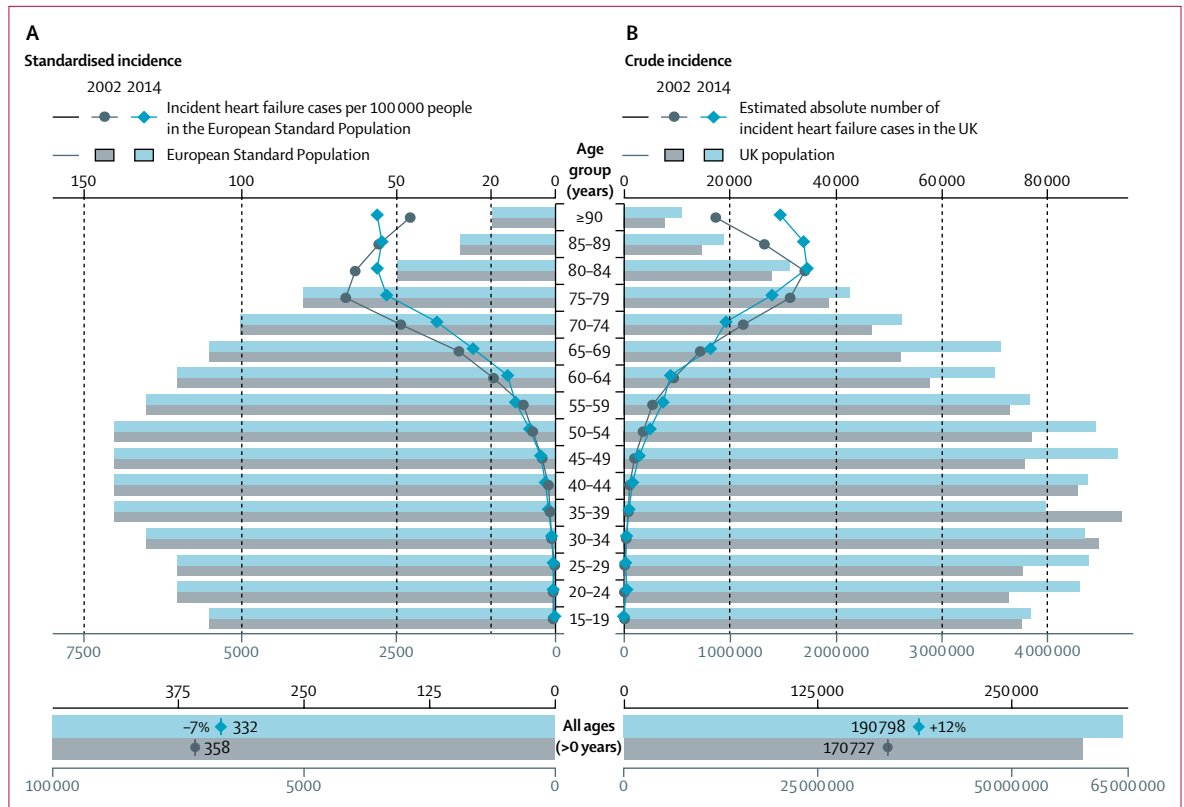 A
Standardised incidence
2002 2014
Incident heart failure cases per 100 000 people
in the European Standard Population
European Standard Population
150 100 50 20 0
7500 5000 2500 0
375 250 125 0
–7% 332
358
100 000 5000 0
Age
group
(years)
≥90
85–89
80–84
75–79
70–74
65–69
60–64
55–59
50–54
45–49
40–44
35–39
30–34
25–29
20–24
15–19
All ages
(>0 years)
B
Crude incidence
2002 2014
Estimated absolute number of
incident heart failure cases in the UK
UK population
0 20 000 40 000 60 000 80 000
0 1 000 000 2 000 000 3 000 000 4 000 000
0 125 000 250 000
190 798 +12%
170 727
0 25 000 000 50 000 000 65 000 000